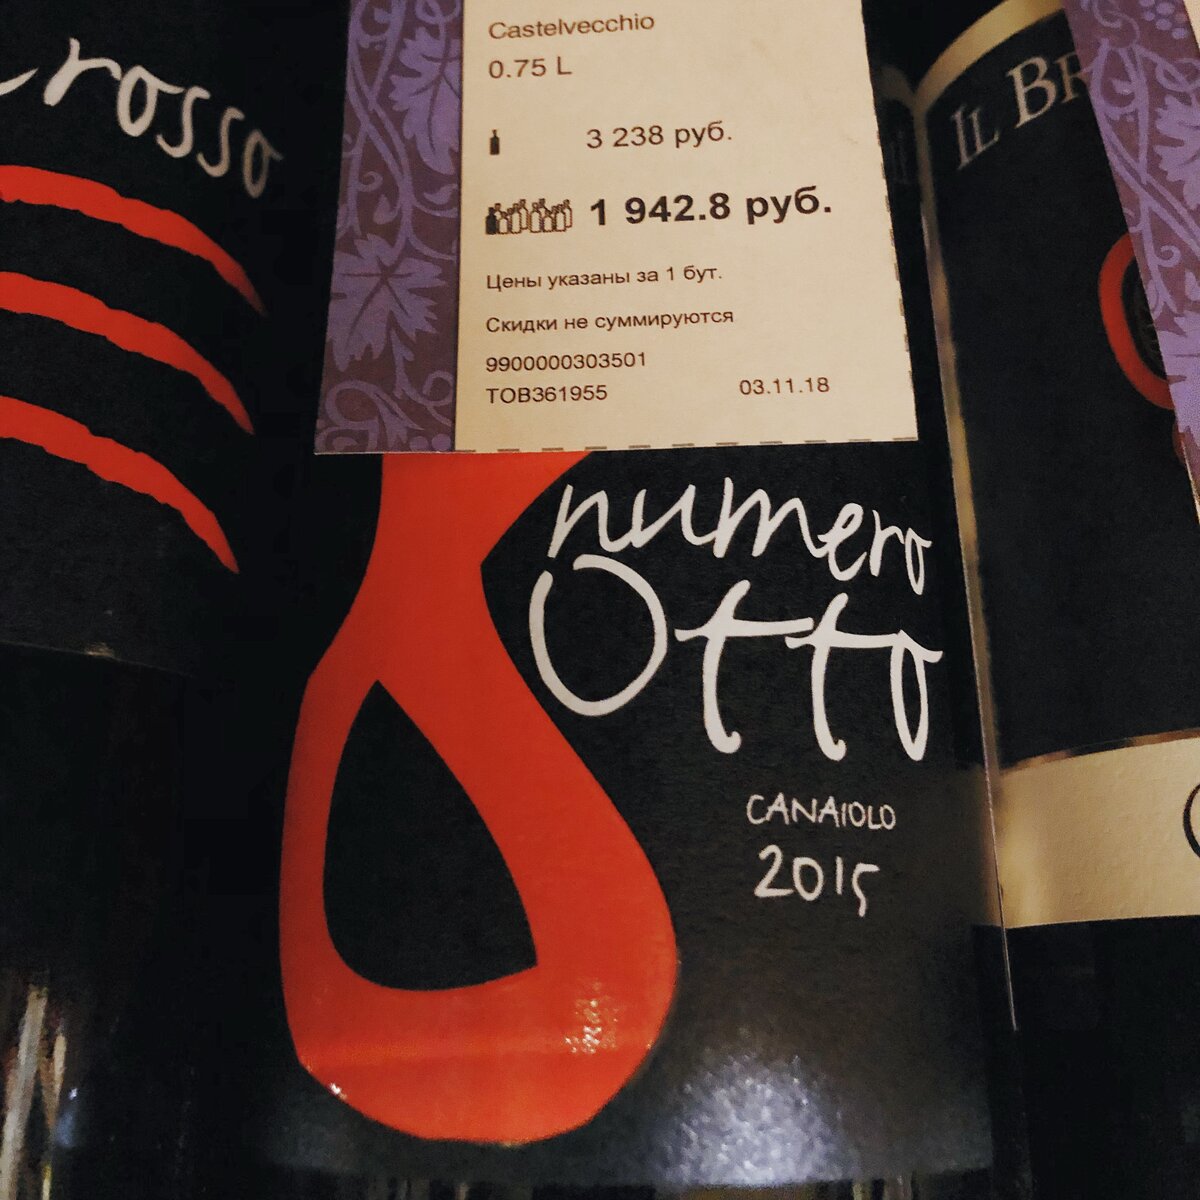 rosso
Castelvecchio
0.75 L
3 238 руб.
1 942.8 руб.
Цены указаны за 1 бут.
Скидки не суммируются
9900000303501
ТОВ361955 03.11.18
numero
Otto
CANAIOLO
2015
IL BR